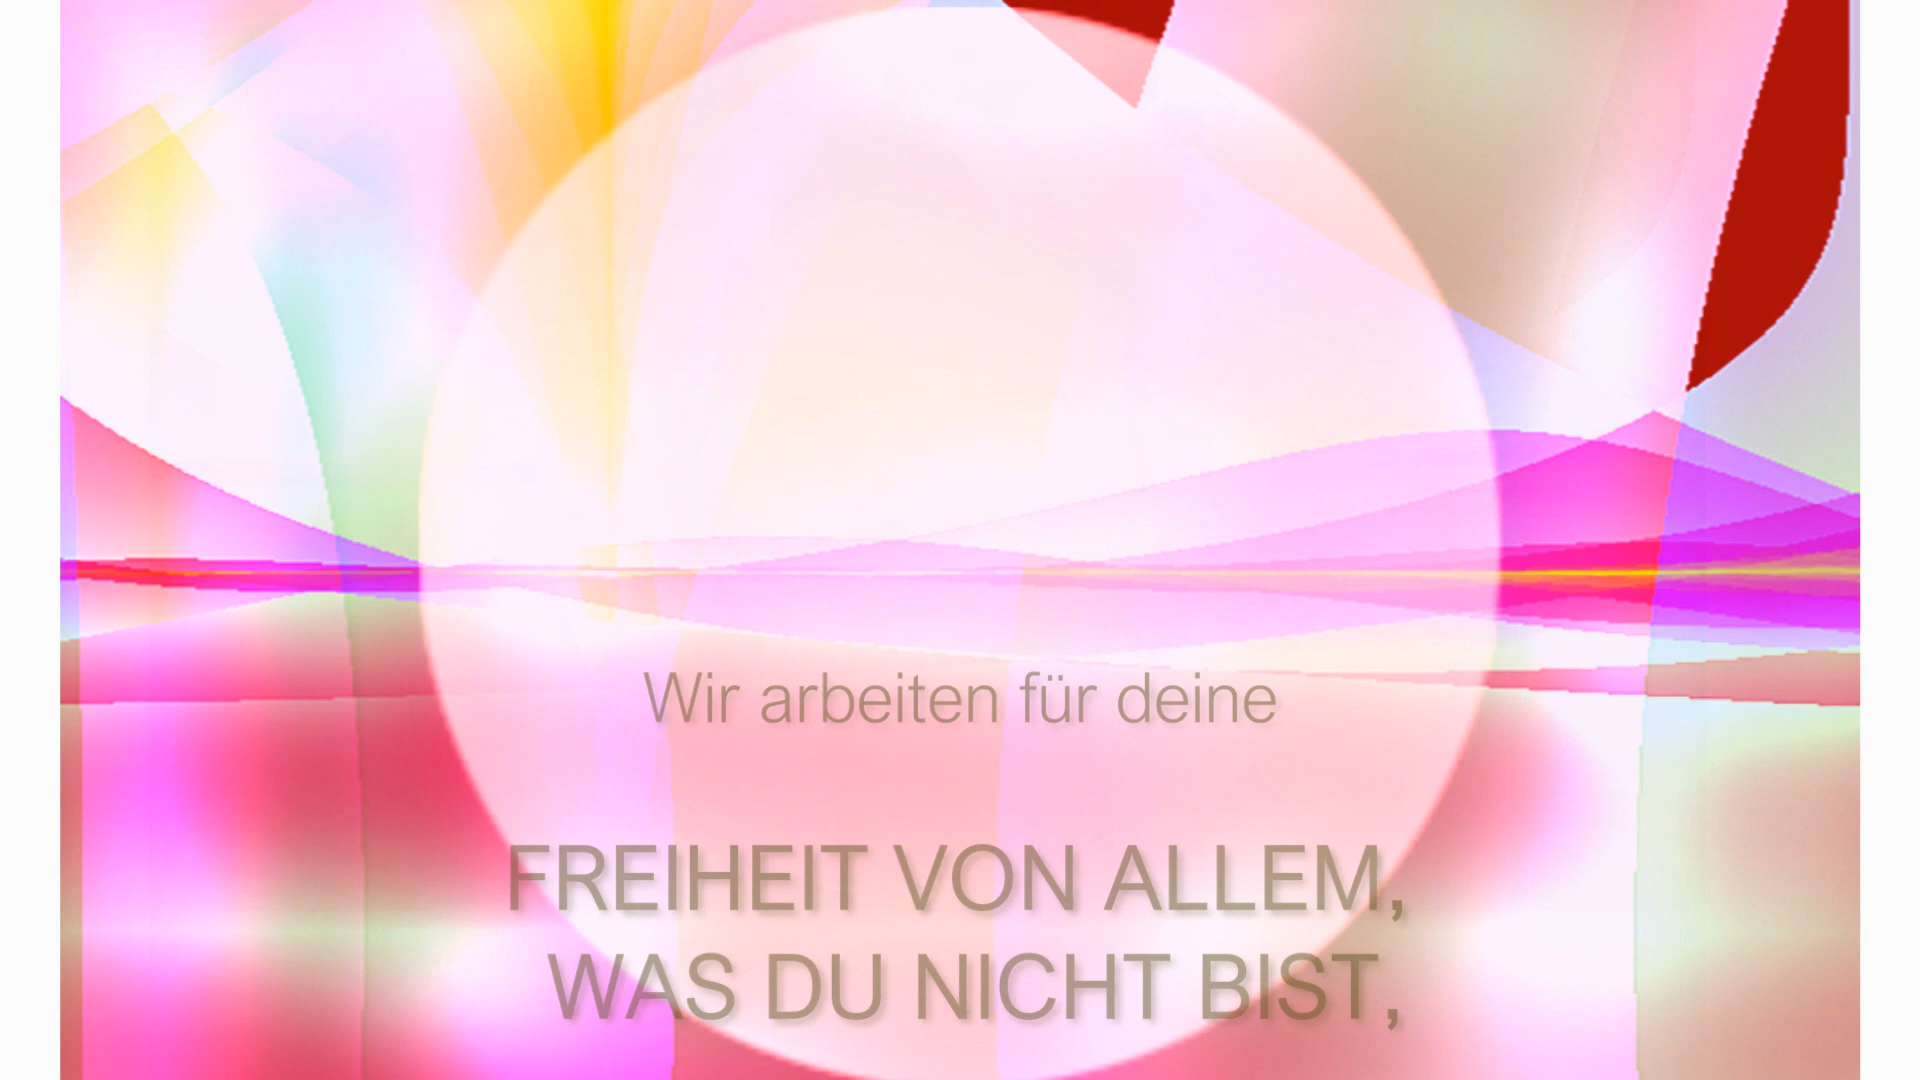 Wir arbeiten für deine
FREIHEIT VON ALLEM,
WAS DU NICHT BIST,